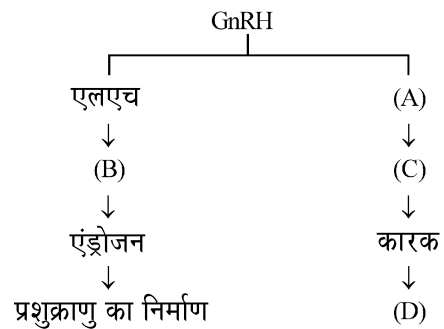 GnRH
एलएच (A)
↓ ↓
(B) (C)
↓ ↓
एंड्रोजन कारक
↓ ↓
प्रशुक्राणु का निर्माण (D)